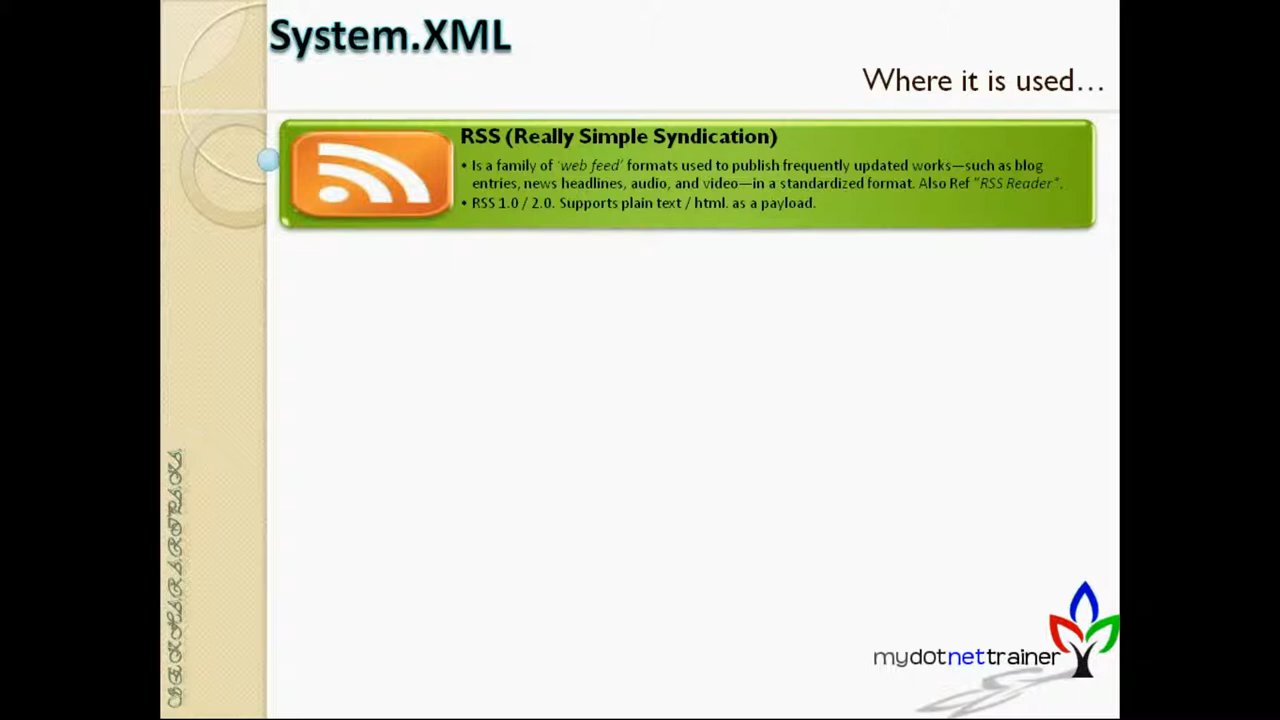 System.XML
Where it is used…
RSS (Really Simple Syndication)
• Is a family of ‘web feed’ formats used to publish frequently updated works—such as blog
entries, news headlines, audio, and video—in a standardized format. Also Ref “RSS Reader”.
• RSS 1.0 / 2.0. Supports plain text / html. as a payload.
mydotnettrainer